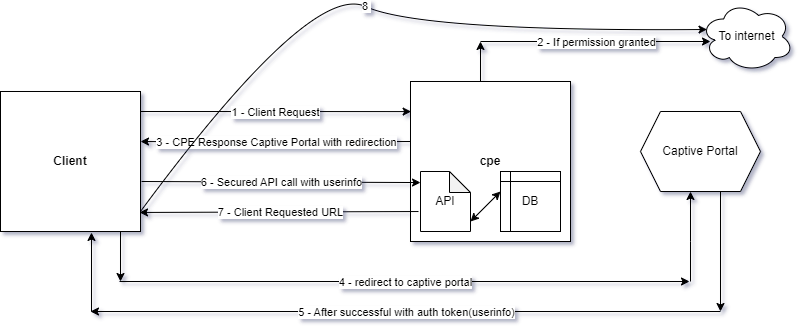 8
To internet
2 - If permission granted
1 - Client Request
3 - CPE Response Captive Portal with redirection
Client
cpe
Captive Portal
6 - Secured API call with userinfo
API
DB
7 - Client Requested URL
4 - redirect to captive portal
5 - After successful with auth token(userinfo)